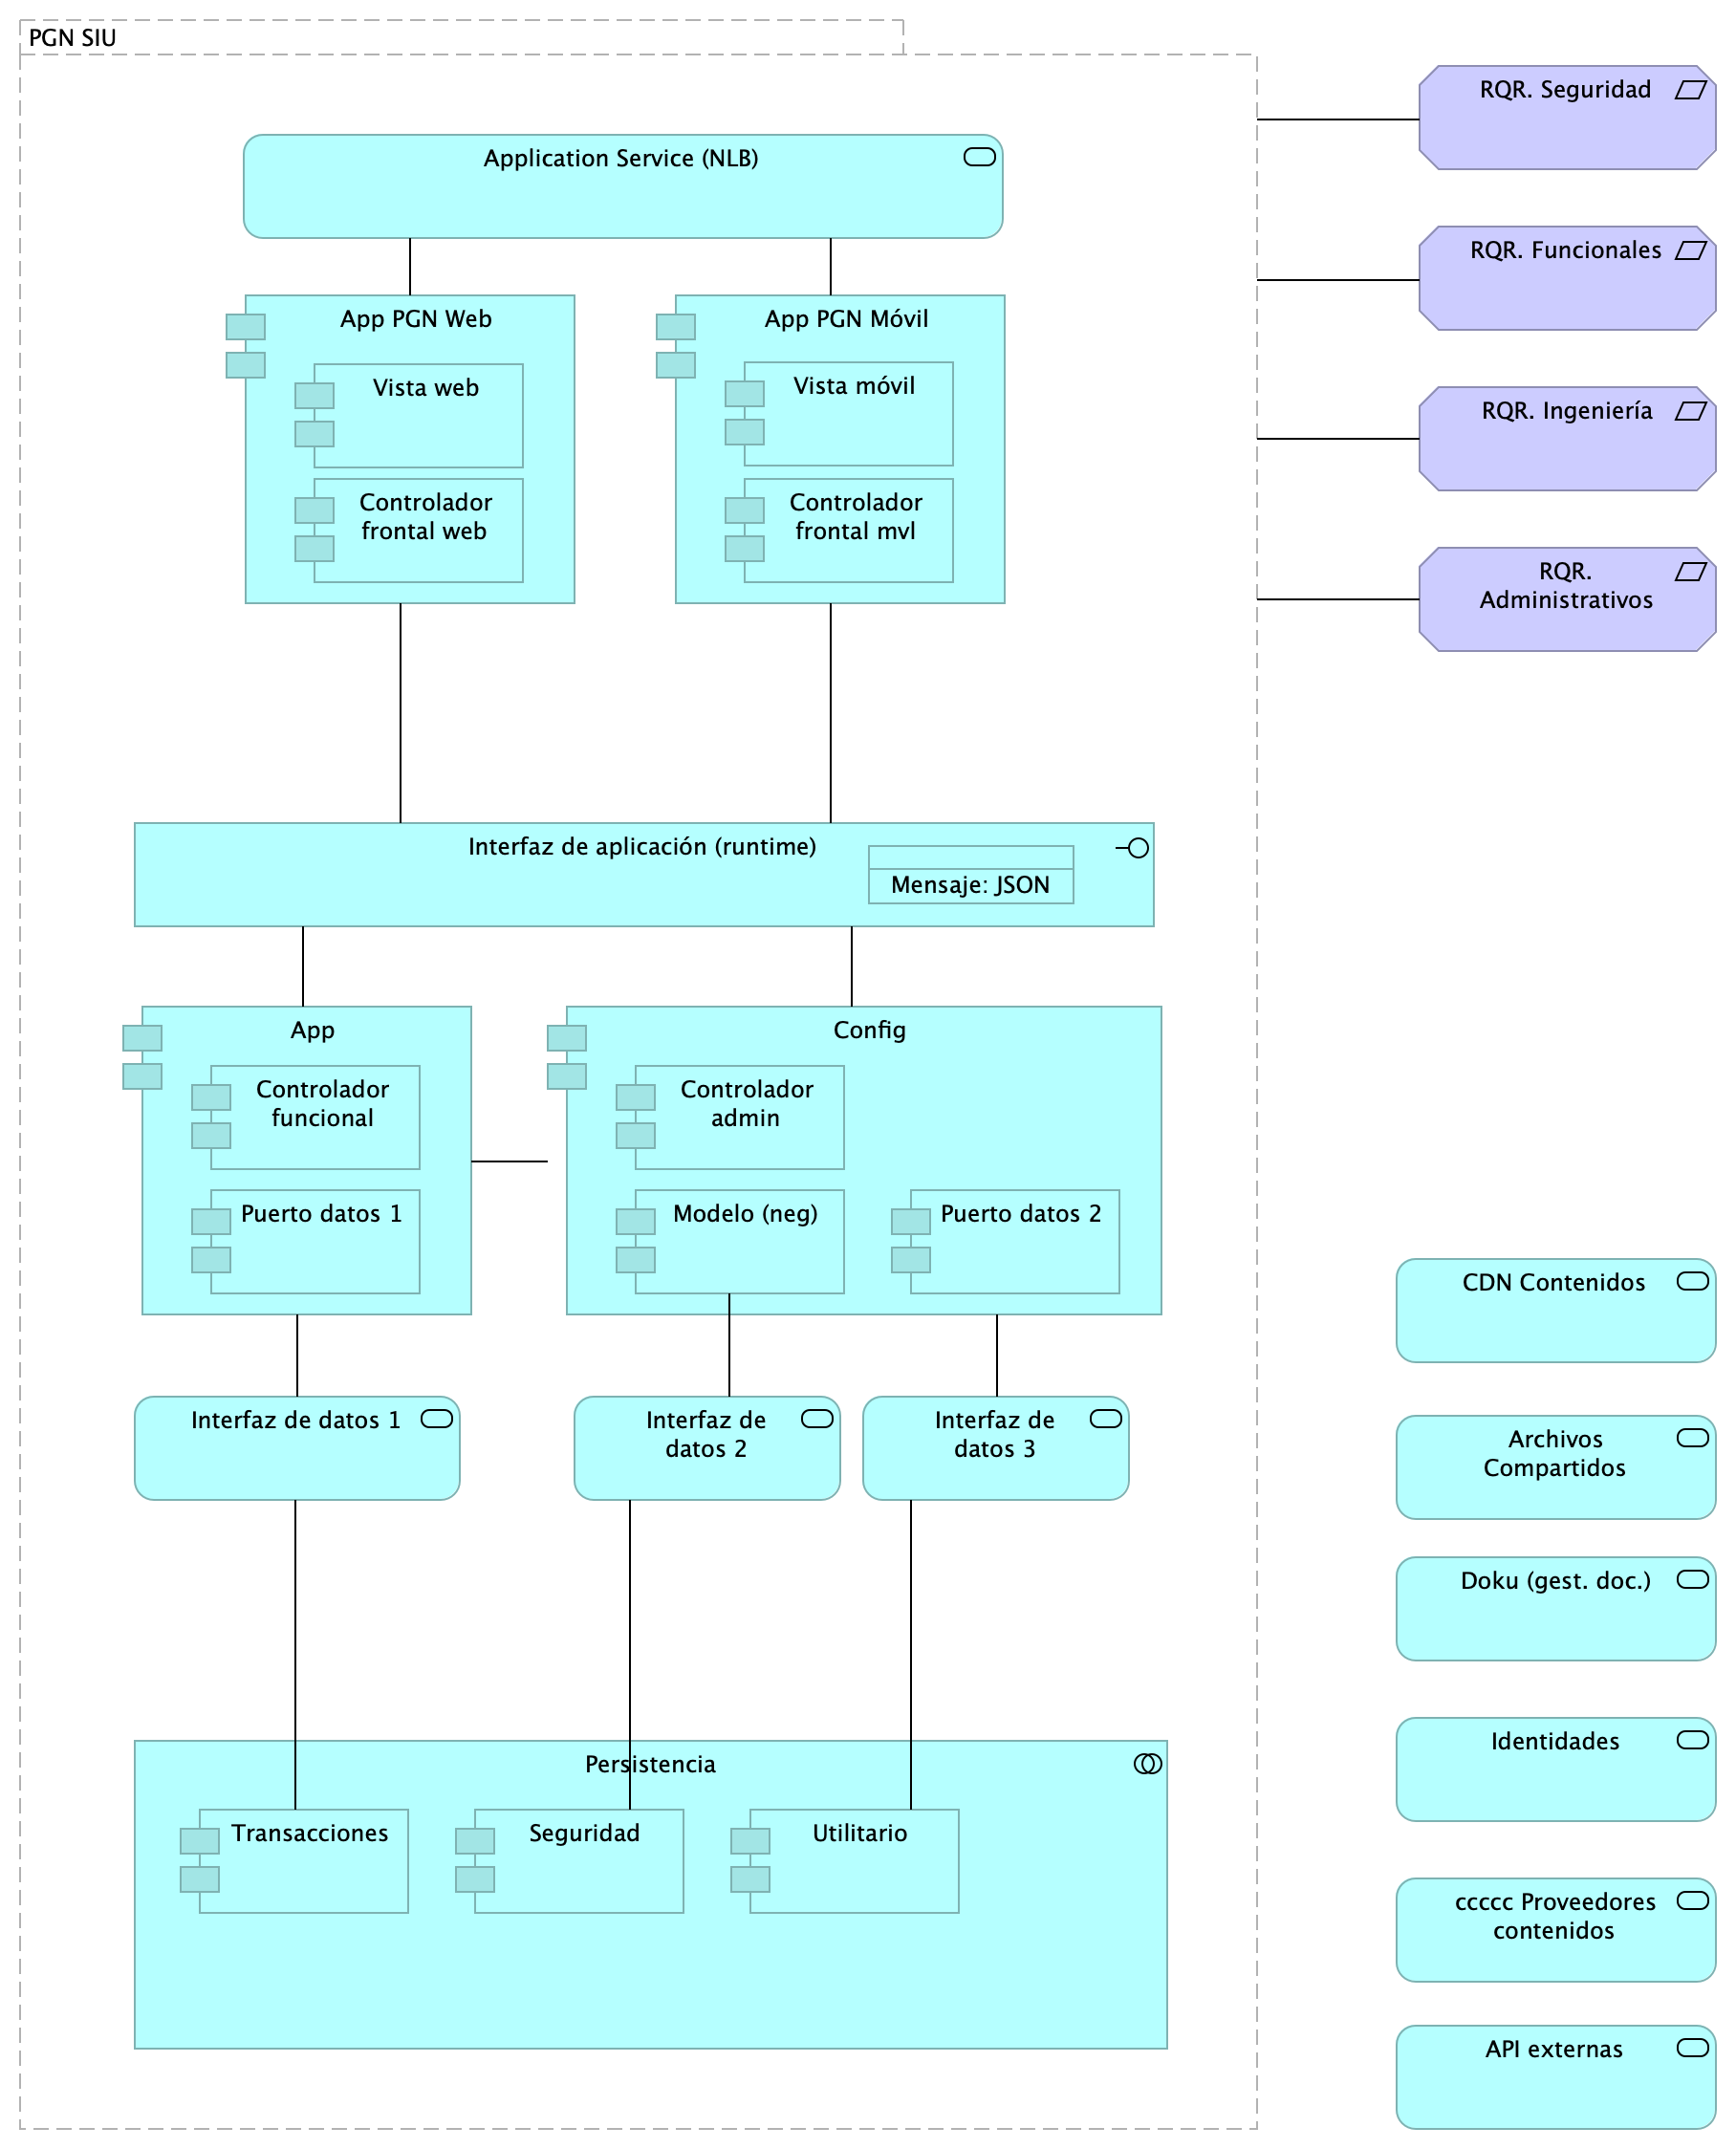 PGN SIU
RQR. Seguridad
Application Service (NLB)
RQR. Funcionales
App PGN Web
App PGN Móvil
Vista web
Vista móvil
RQR. Ingeniería
Controlador
frontal web
Controlador
frontal mvl
RQR.
Administrativos
Interfaz de aplicación (runtime)
Mensaje: JSON
App
Config
Controlador
funcional
Controlador
admin
Puerto datos 1
Modelo (neg)
Puerto datos 2
CDN Contenidos
Interfaz de datos 1
Interfaz de
datos 2
Interfaz de
datos 3
Archivos
Compartidos
Doku (gest. doc.)
Persistencia
Identidades
Transacciones
Seguridad
Utilitario
ccccc Proveedores
contenidos
API externas